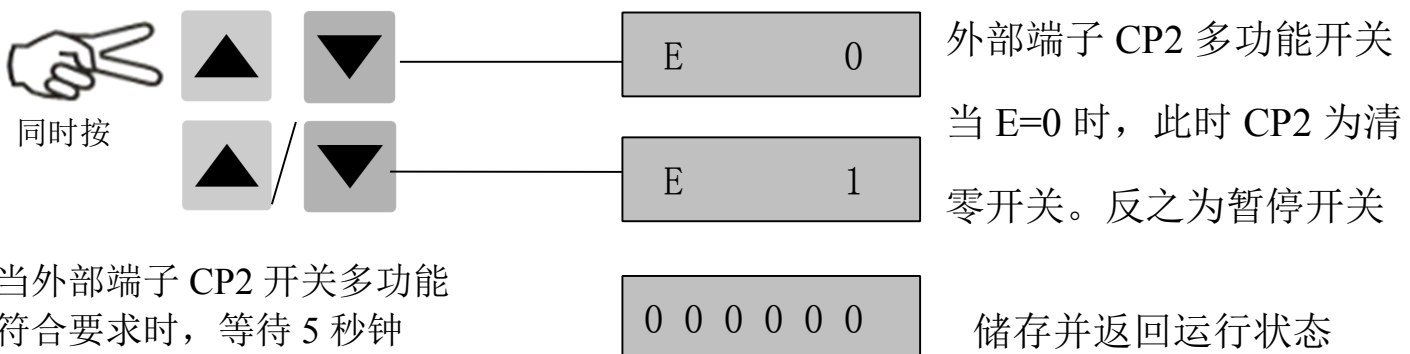 E 0
外部端子 CP2 多功能开关
同时按
当 E=0 时，此时 CP2 为清
/
E 1
零开关。反之为暂停开关
当外部端子 CP2 开关多功能
符合要求时，等待 5 秒钟
0 0 0 0 0 0
储存并返回运行状态